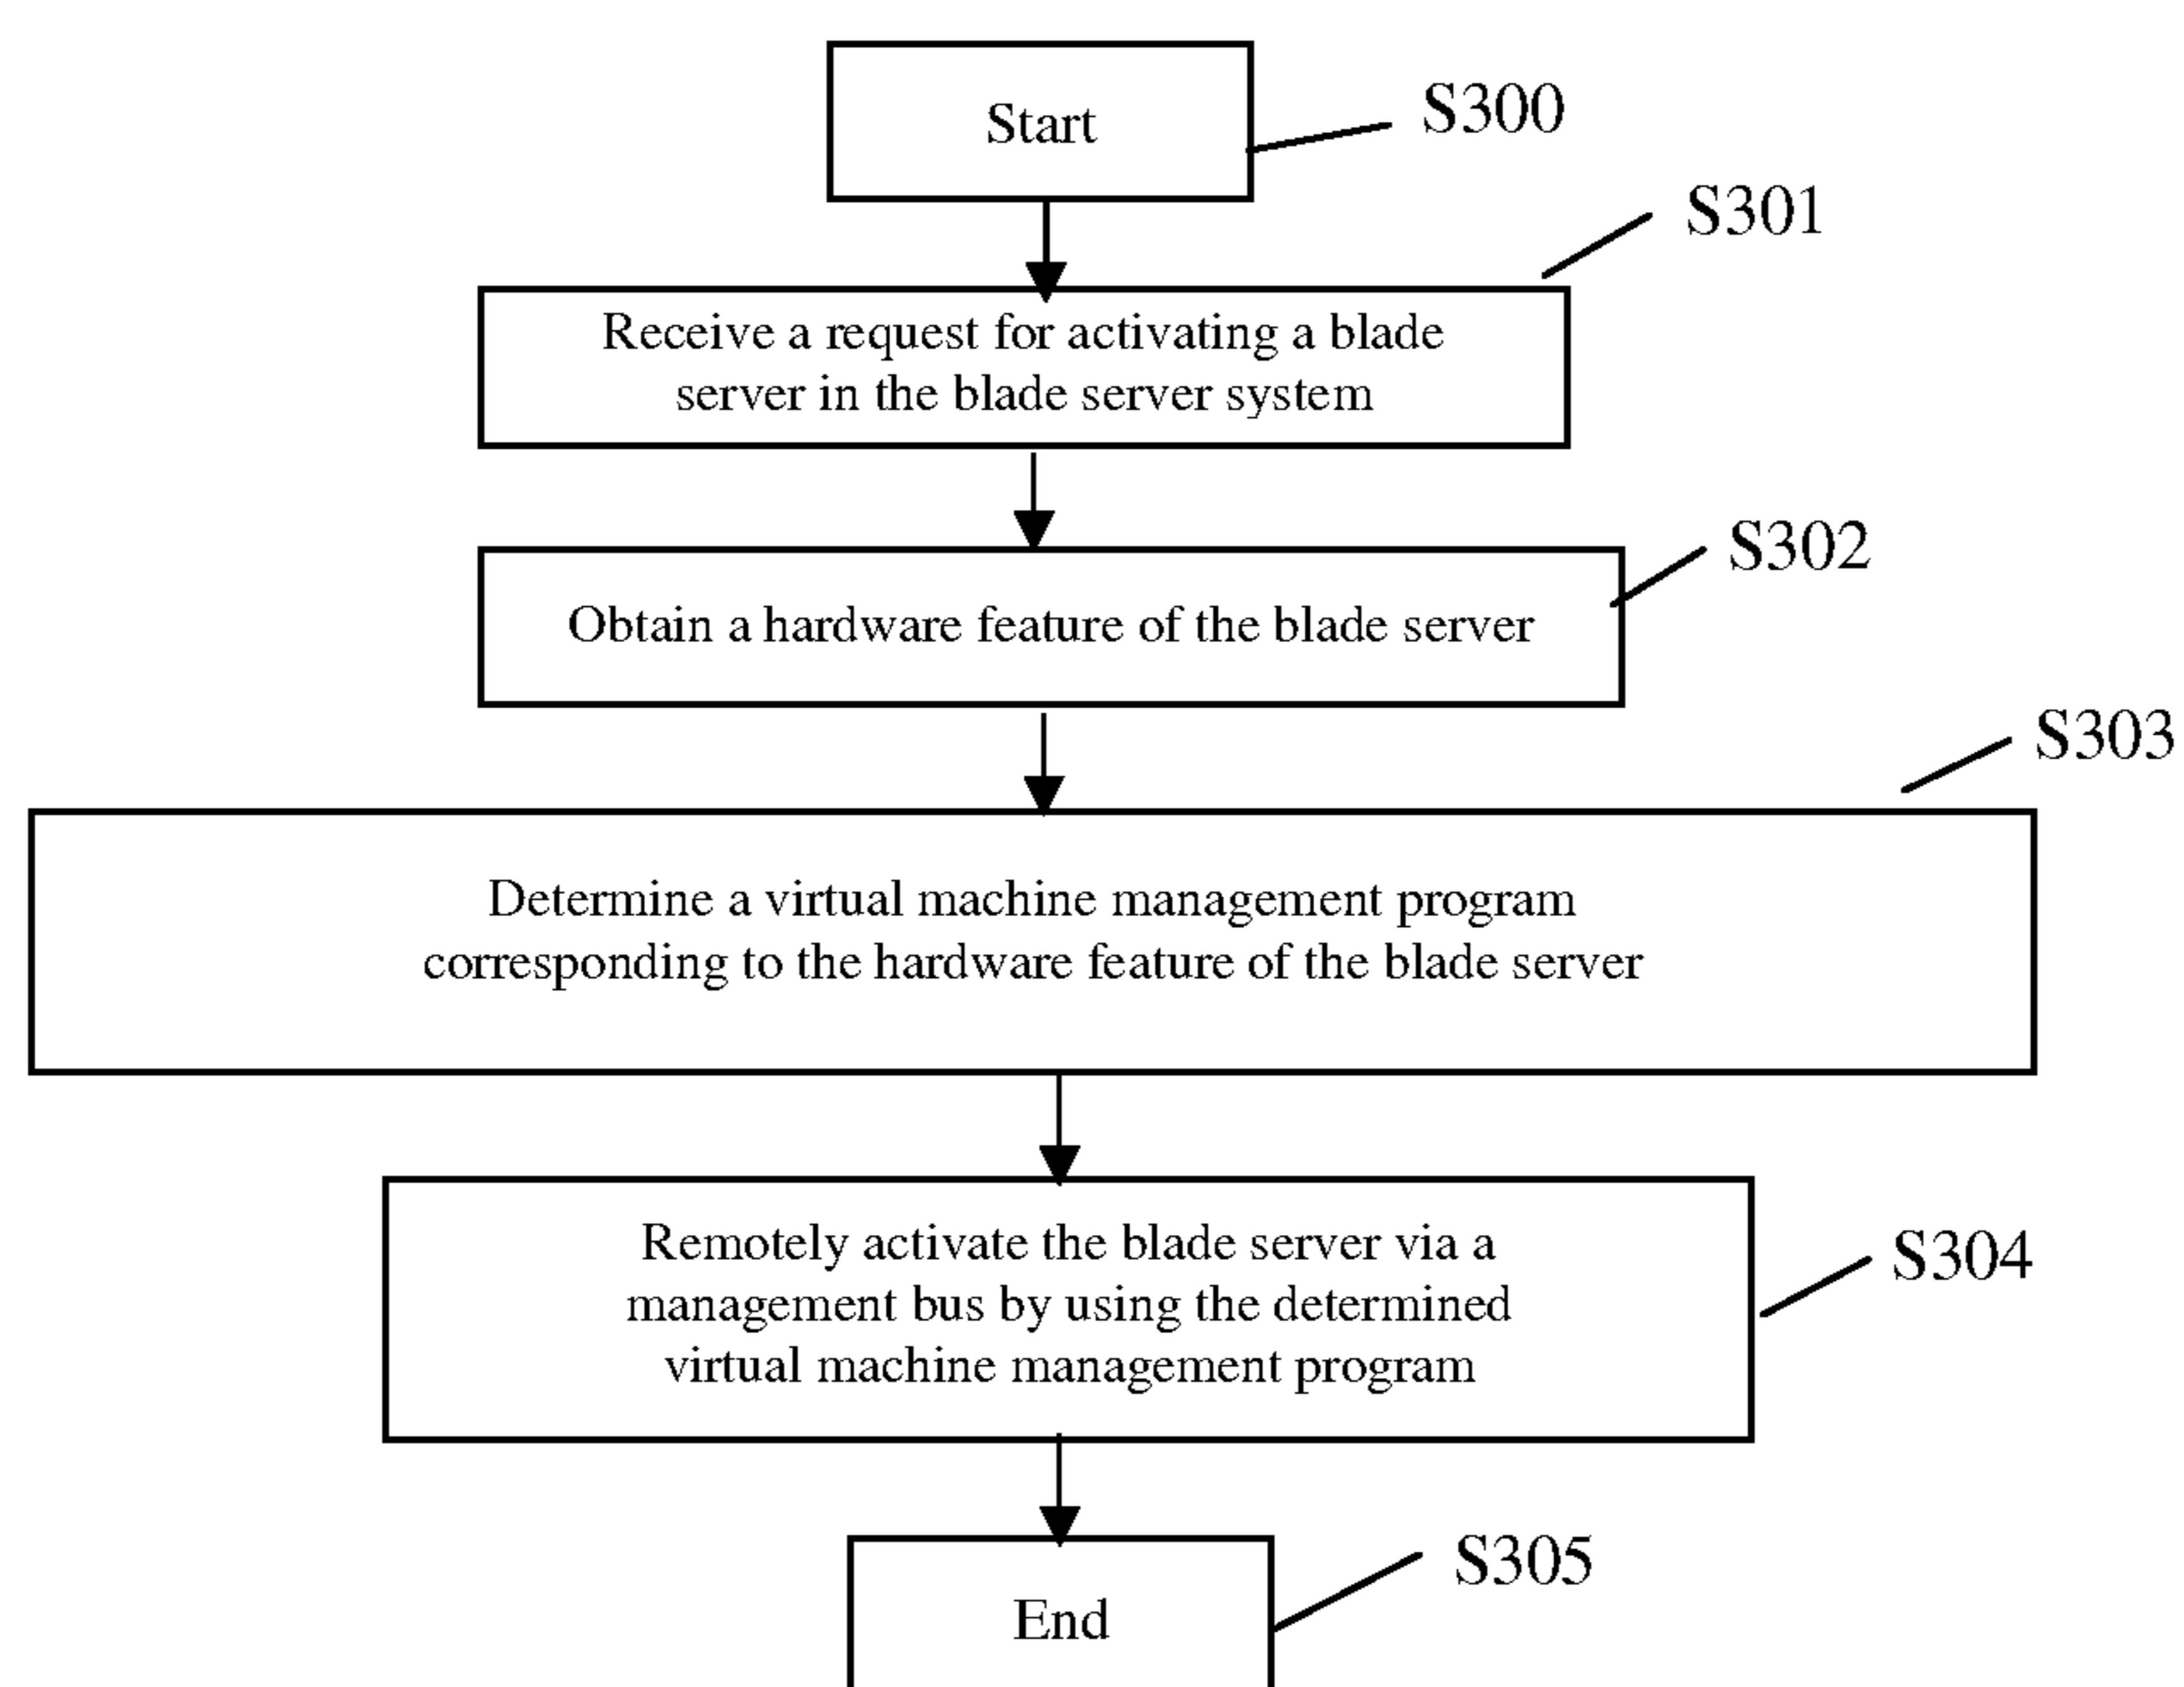 Start
S300
S301
Receive a request for activating a blade
server in the blade server system
S302
Obtain a hardware feature of the blade server
S303
Determine a virtual machine management program
corresponding to the hardware feature of the blade server
Remotely activate the blade server via a
management bus by using the determined
virtual machine management program
S304
End
S305